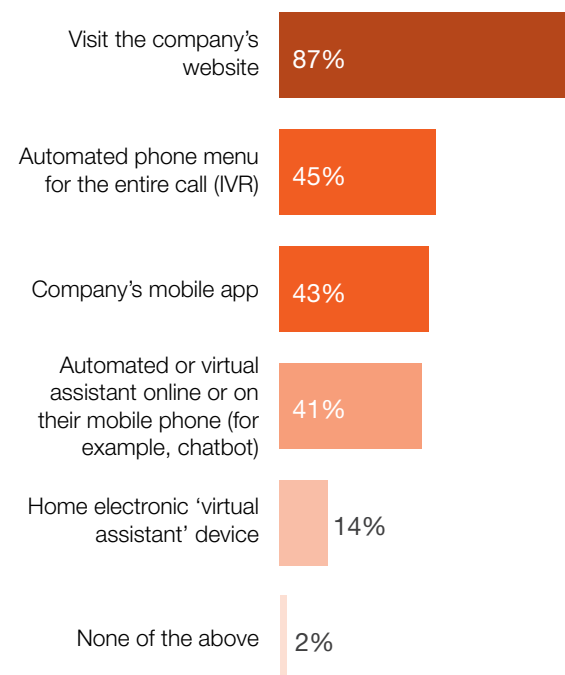 Visit the company’s
website
87%
Automated phone menu
for the entire call (IVR)
45%
Company’s mobile app
43%
Automated or virtual
assistant online or on
their mobile phone (for
example, chatbot)
41%
Home electronic ‘virtual
assistant’ device
14%
None of the above
2%